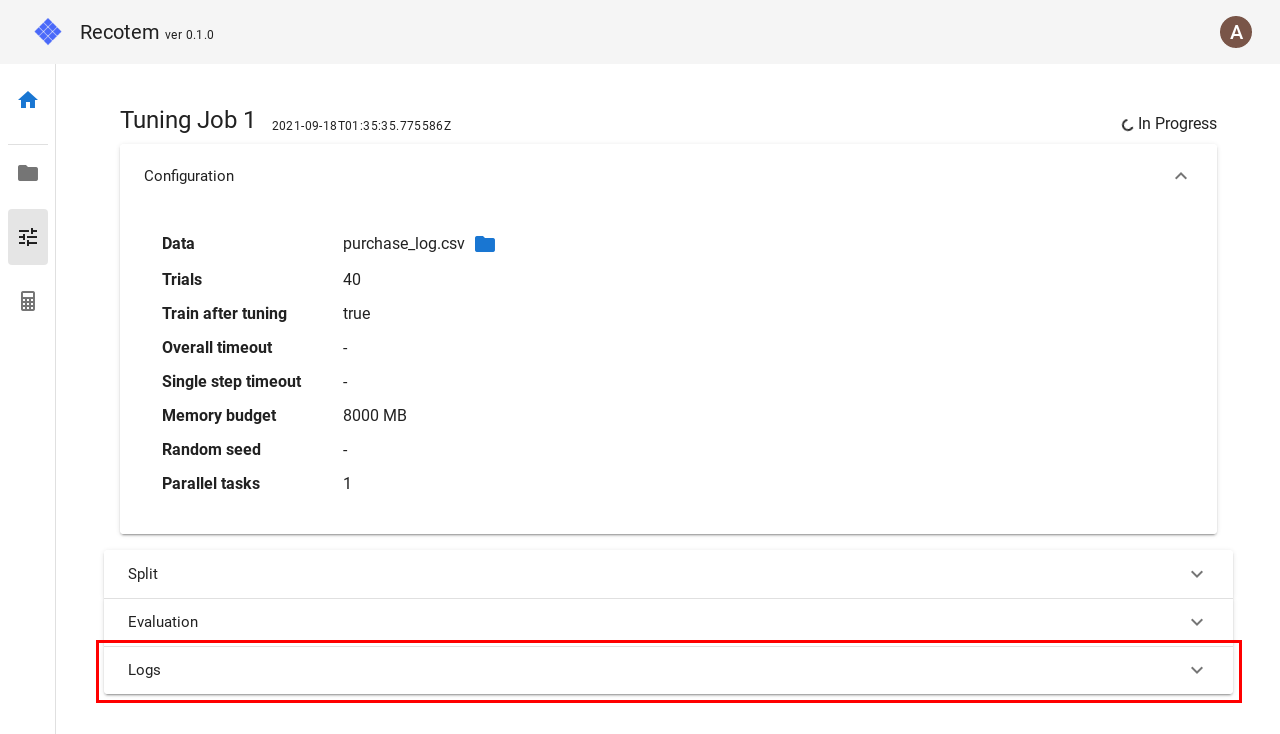 Recotem ver 0.1.0
A
Tuning Job 1 2021-09-18T01:35:35.775586Z
In Progress
Configuration
Data purchase_log.csv
Trials 40
Train after tuning true
Overall timeout -
Single step timeout -
Memory budget 8000 MB
Random seed -
Parallel tasks 1
Split
Evaluation
Logs